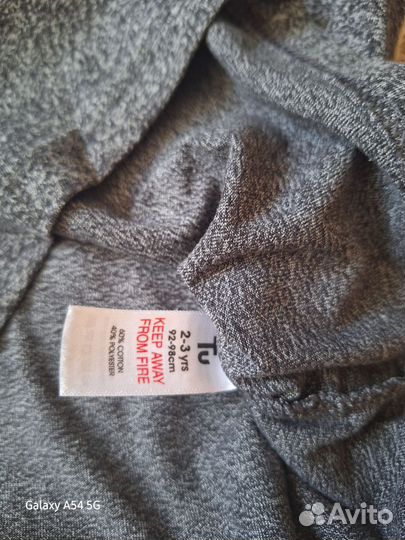 Tu
2-3 yrs
92-98cm
KEEP AWAY
FROM FIRE
60% COTTON
40% POLYESTER
Galaxy A54 5G
Avito